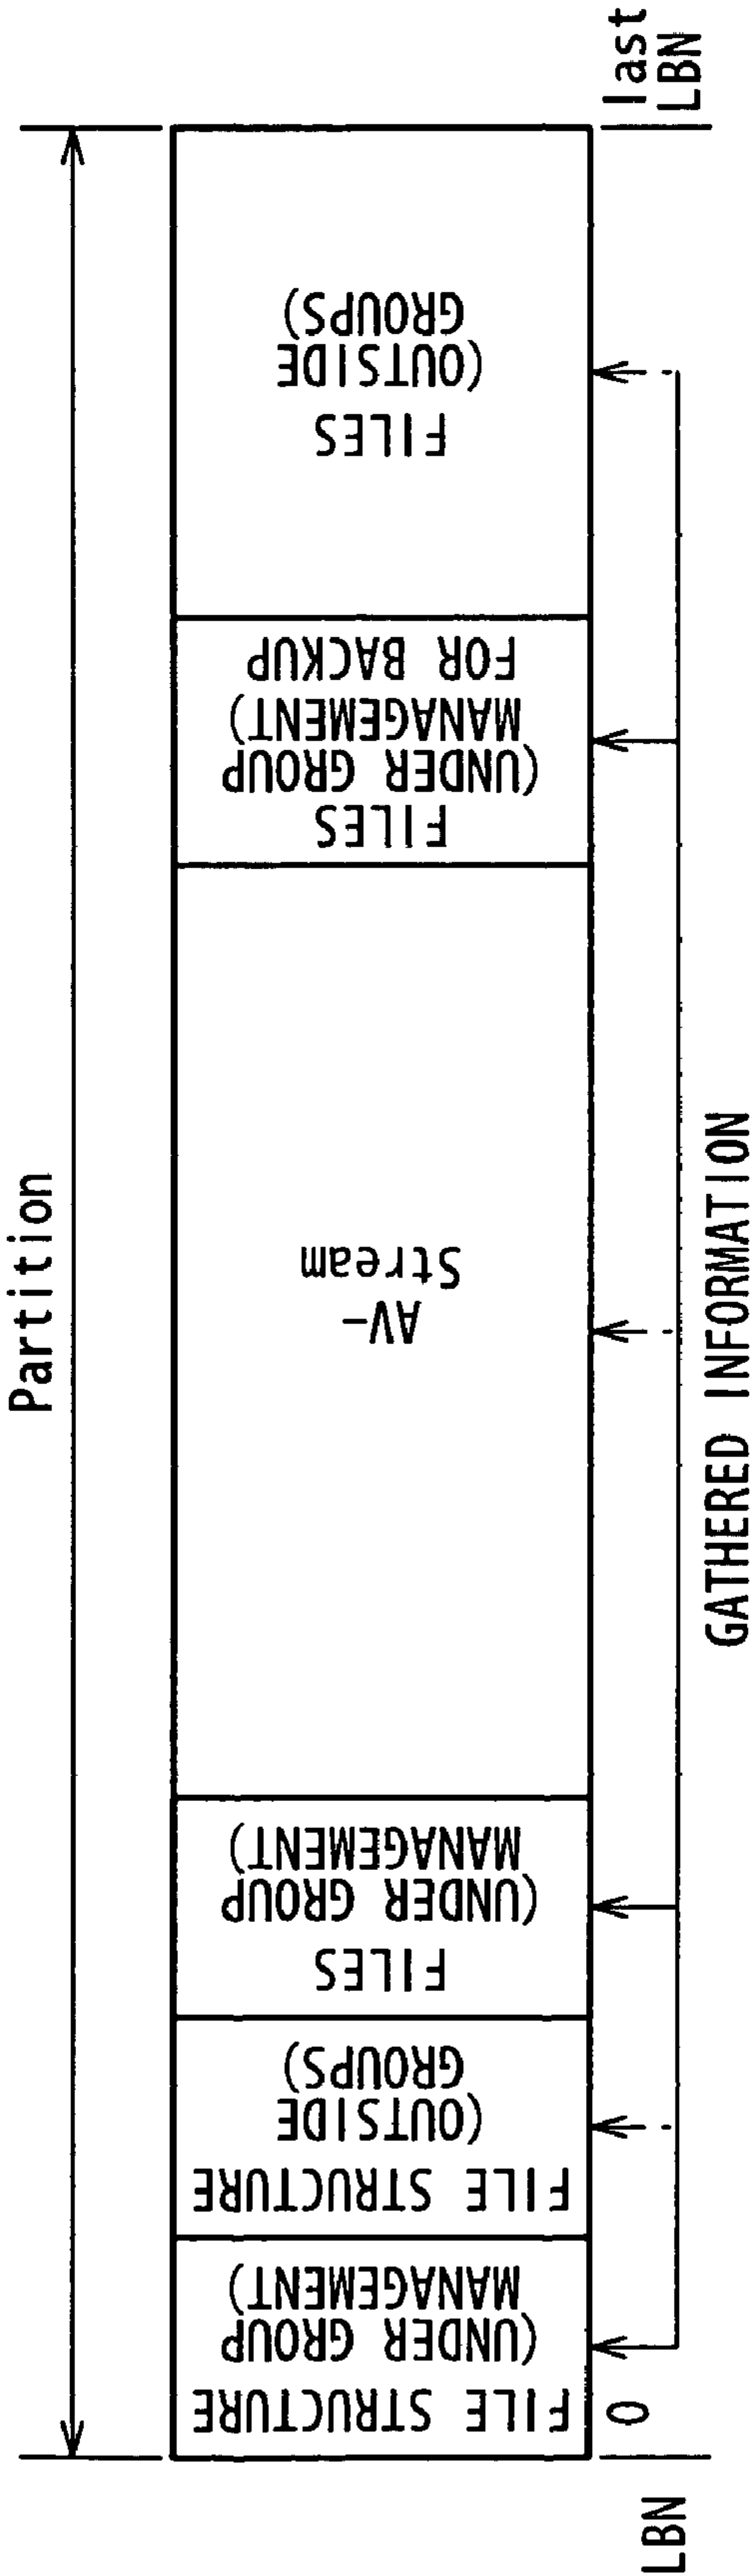 Partition
FILE STRUCTURE
(UNDER GROUP
MANAGEMENT)
FILE STRUCTURE
(OUTSIDE
GROUPS)
FILES
(UNDER GROUP
MANAGEMENT)
AV-
Stream
FILES
(UNDER GROUP
MANAGEMENT)
FOR BACKUP
FILES
(OUTSIDE
GROUPS)
LBN
0
last
LBN
GATHERED INFORMATION